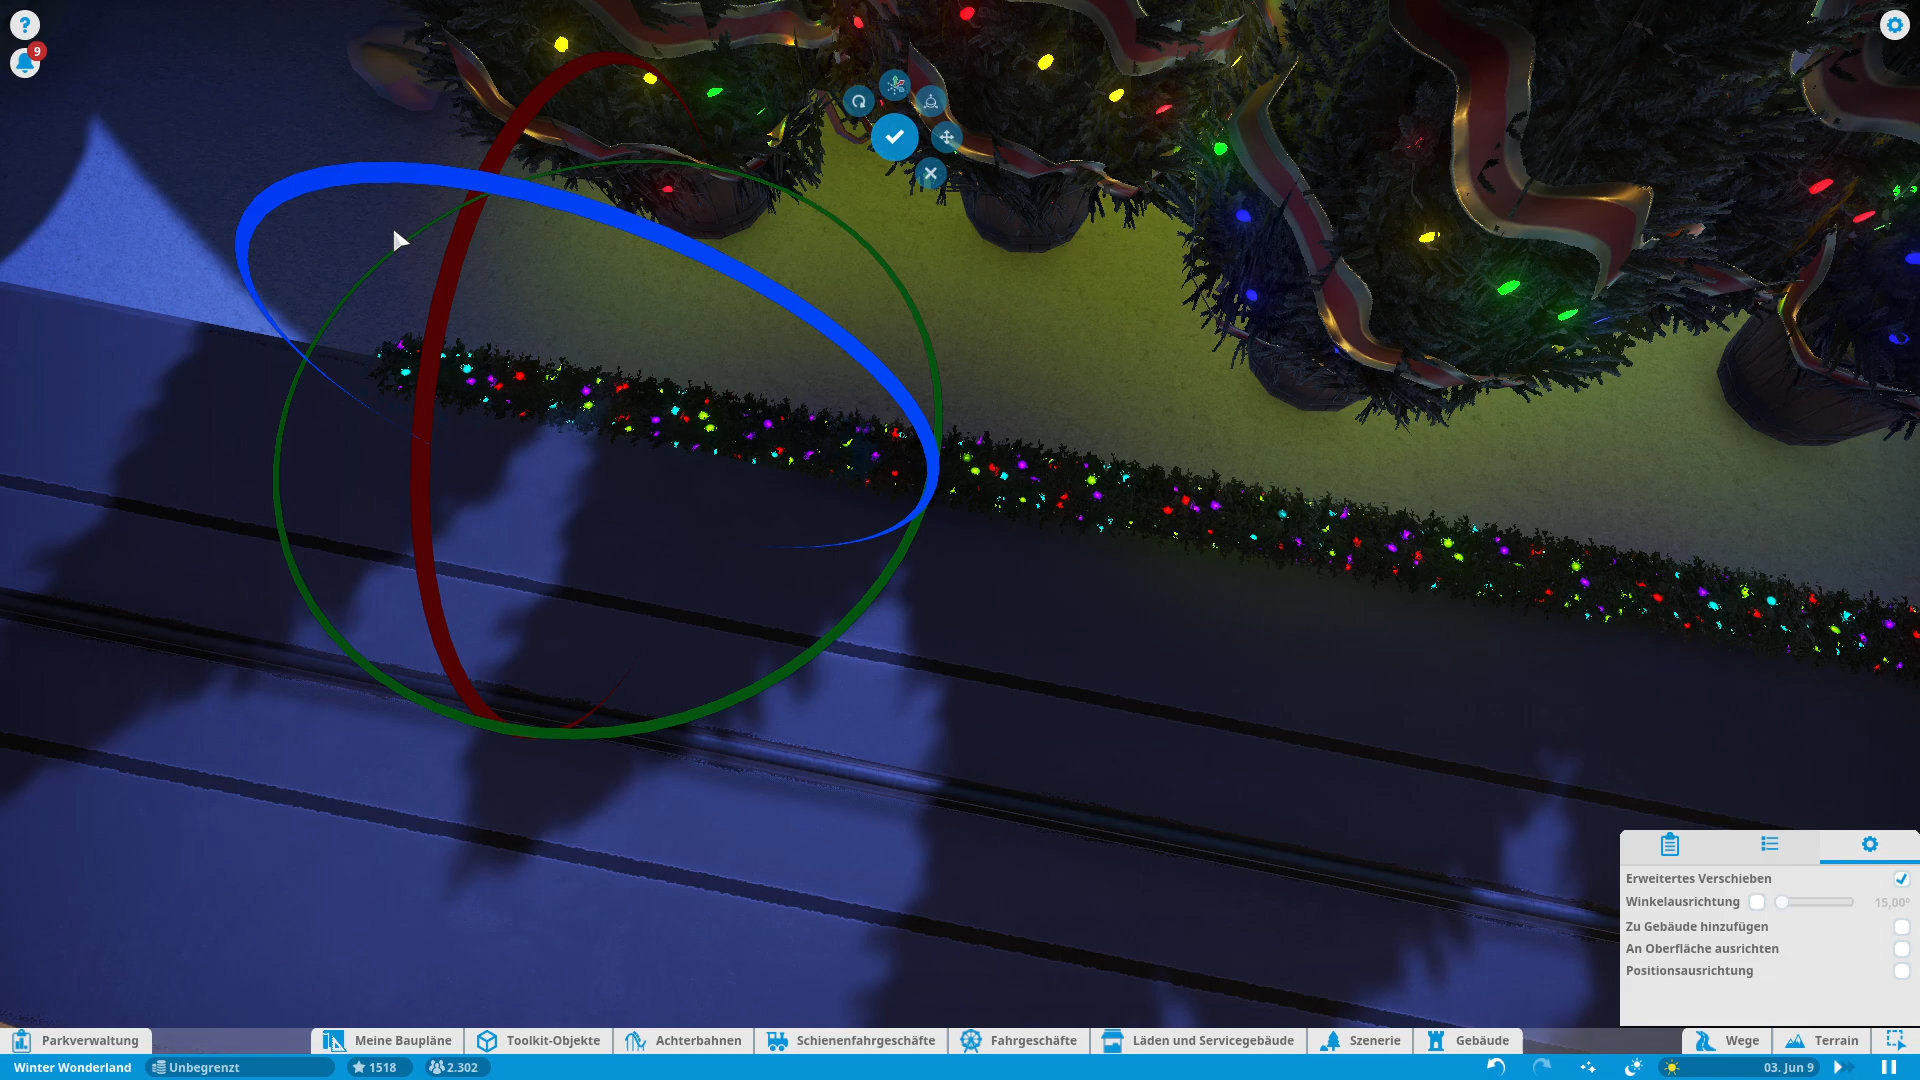 ?
9
Erweitertes Verschieben
Winkelausrichtung 15,00°
Zu Gebäude hinzufügen
An Oberfläche ausrichten
Positionsausrichtung
Parkverwaltung Meine Baupläne Toolkit-Objekte Achterbahnen Schienenfahrgeschäfte Fahrgeschäfte Läden und Servicegebäude Szenerie Gebäude Wege Terrain
Winter Wonderland Unbegrenzt 1518 2.302 03. Jun 9